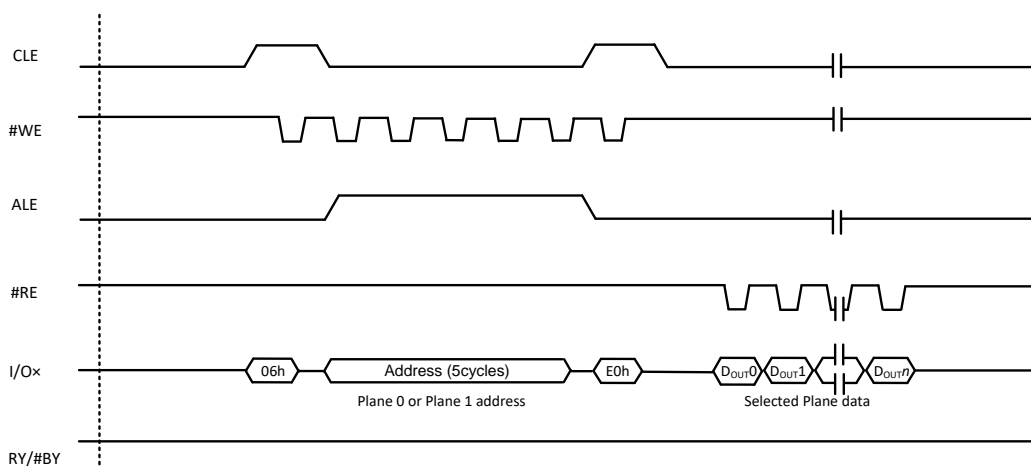 CLE
#WE
ALE
#RE
I/O×
06h
Address (5cycles)
E0h
DOUT0
DOUT1
DOUTn
Plane 0 or Plane 1 address
Selected Plane data
RY/#BY